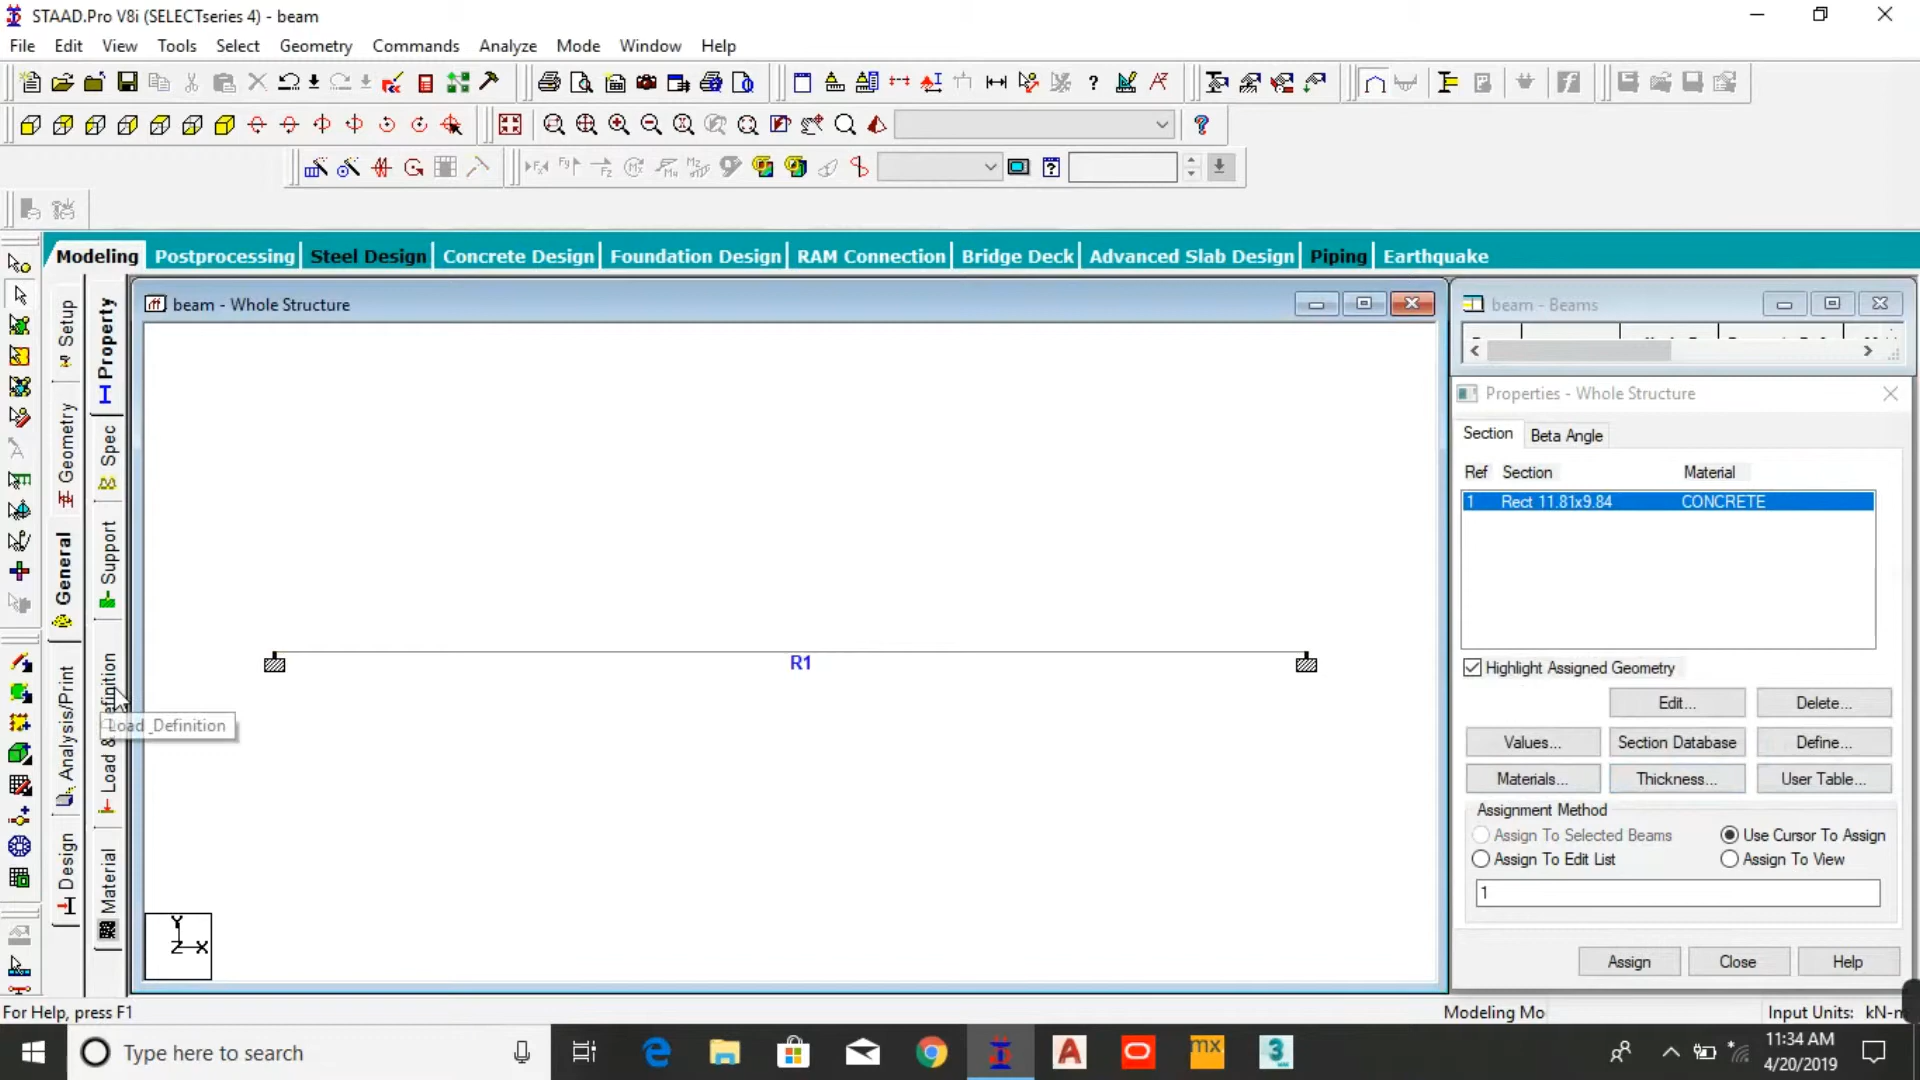 STAAD.Pro V8i (SELECTseries 4) - beam
File Edit View Tools Select Geometry Commands Analyze Mode Window Help
Modeling Postprocessing Steel Design Concrete Design Foundation Design RAM Connection Bridge Deck Advanced Slab Design Piping Earthquake
Setup
Geometry
General
Analysis/Print
Design
Property
Spec
Support
Load & Definition
Material
Load_Definition
beam - Whole Structure
R1
Y
Z X
beam - Beams
Properties - Whole Structure
Section Beta Angle
Ref Section Material
1 Rect 11.81x9.84 CONCRETE
Highlight Assigned Geometry
Edit... Delete...
Values... Section Database Define...
Materials... Thickness... User Table...
Assignment Method
Assign To Selected Beams Use Cursor To Assign
Assign To Edit List Assign To View
1
Assign Close Help
For Help, press F1
Modeling Mo
Input Units: kN-
Type here to search
mx
3
11:34 AM
4/20/2019